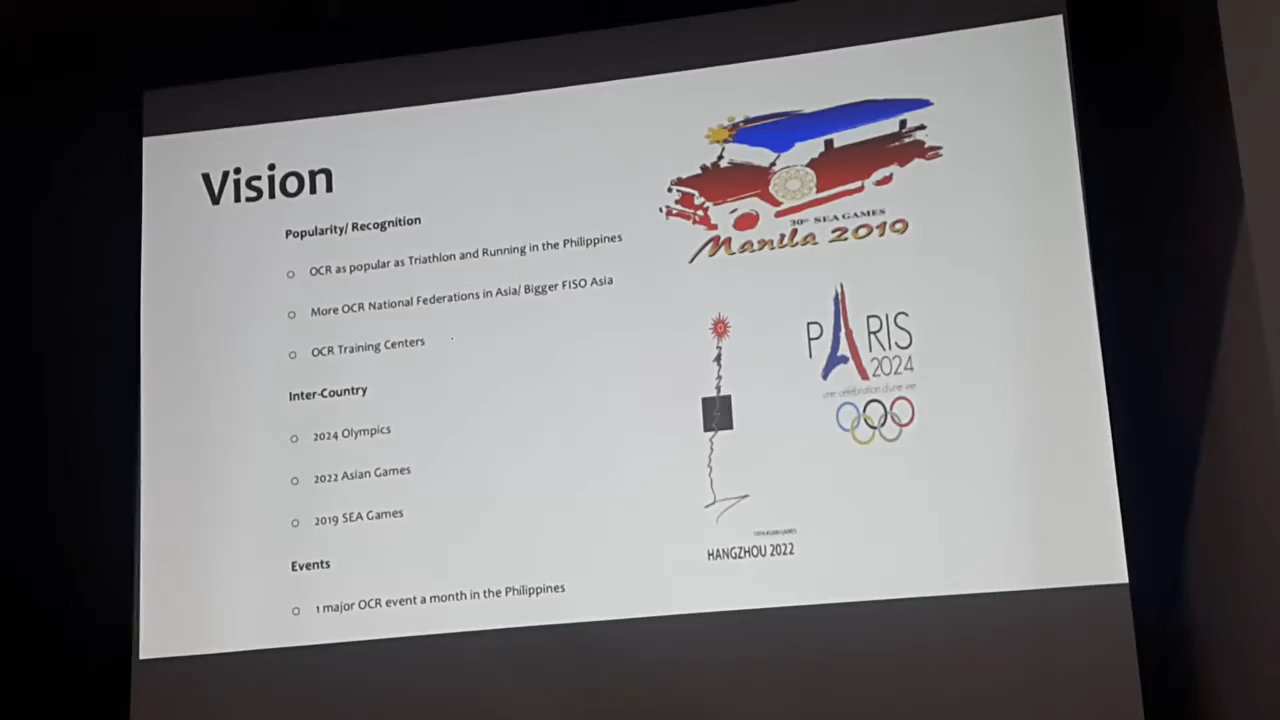 Vision
Popularity/ Recognition
OCR as popular as Triathlon and Running in the Philippines
More OCR National Federations in Asia/ Bigger FISO Asia
OCR Training Centers
Inter-Country
2024 Olympics
2022 Asian Games
2019 SEA Games
Events
1 major OCR event a month in the Philippines
30th SEA GAMES
Manila 2019
PARIS
2024
ASIAN GAMES
HANGZHOU 2022